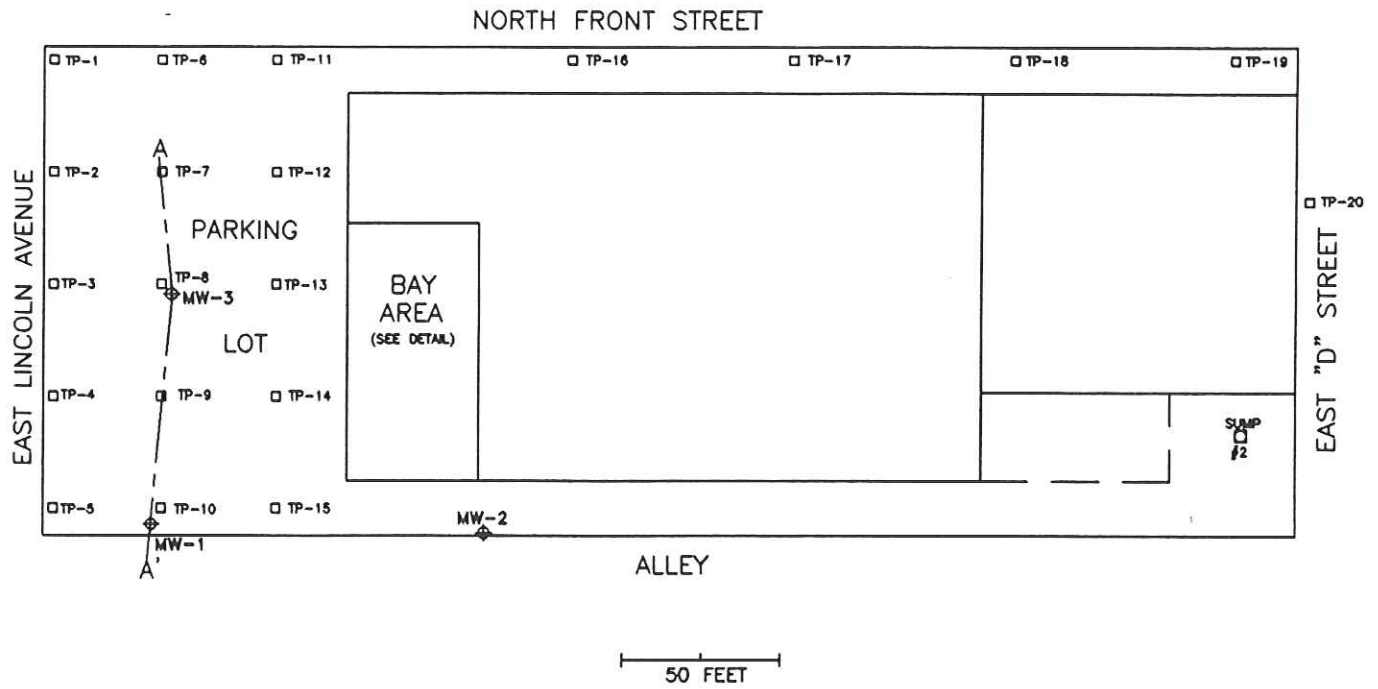 NORTH FRONT STREET
TP-1
TP-6
TP-11
TP-16
TP-17
TP-18
TP-19
A
TP-2
TP-7
TP-12
TP-20
EAST LINCOLN AVENUE
PARKING
LOT
TP-3
TP-8
MW-3
TP-13
BAY
AREA
(SEE DETAIL)
EAST "D" STREET
TP-4
TP-9
TP-14
SUMP
#2
TP-5
TP-10
TP-15
MW-1
MW-2
A'
ALLEY
50 FEET